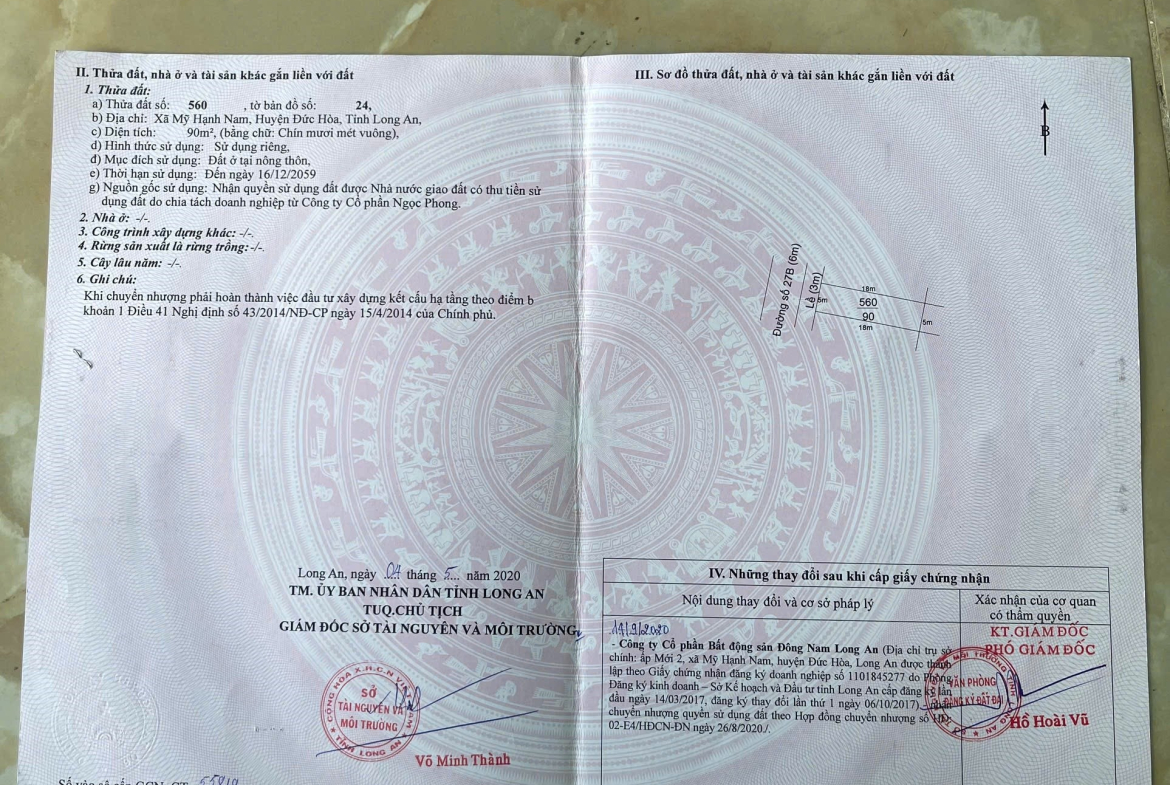 II. Thửa đất, nhà ở và tài sản khác gắn liền với đất
1. Thửa đất:
a) Thửa đất số: 560 , tờ bản đồ số: 24,
b) Địa chỉ: Xã Mỹ Hạnh Nam, Huyện Đức Hòa, Tỉnh Long An,
c) Diện tích: 90m², (bằng chữ: Chín mươi mét vuông),
d) Hình thức sử dụng: Sử dụng riêng,
đ) Mục đích sử dụng: Đất ở tại nông thôn,
e) Thời hạn sử dụng: Đến ngày 16/12/2059
g) Nguồn gốc sử dụng: Nhận quyền sử dụng đất được Nhà nước giao đất có thu tiền sử
dụng đất do chia tách doanh nghiệp từ Công ty Cổ phần Ngọc Phong.
2. Nhà ở: -/-.
3. Công trình xây dựng khác: -/-.
4. Rừng sản xuất là rừng trồng: -/-.
5. Cây lâu năm: -/-.
6. Ghi chú:
Khi chuyển nhượng phải hoàn thành việc đầu tư xây dựng kết cấu hạ tầng theo điểm b
khoản 1 Điều 41 Nghị định số 43/2014/NĐ-CP ngày 15/4/2014 của Chính phủ.
Long An, ngày 04 tháng 5 năm 2020
TM. ỦY BAN NHÂN DÂN TỈNH LONG AN
TUQ.CHỦ TỊCH
GIÁM ĐỐC SỞ TÀI NGUYÊN VÀ MÔI TRƯỜNG
CỘNG HÒA X.H.C.N VIỆT NAM
SỞ
TÀI NGUYÊN VÀ
MÔI TRƯỜNG
TỈNH LONG AN
Võ Minh Thành
Số vào sổ cấp GCN: CT
III. Sơ đồ thửa đất, nhà ở và tài sản khác gắn liền với đất
B
Đường số 27B (6m)
Lề (3m)
5m
18m
560
90
18m
5m
IV. Những thay đổi sau khi cấp giấy chứng nhận
Nội dung thay đổi và cơ sở pháp lý
Xác nhận của cơ quan
có thẩm quyền
14/9/2020
- Công ty Cổ phần Bất động sản Đông Nam Long An (Địa chỉ trụ sở
chính: ấp Mới 2, xã Mỹ Hạnh Nam, huyện Đức Hòa, Long An được thành
lập theo Giấy chứng nhận đăng ký doanh nghiệp số 1101845277 do Phòng
Đăng ký kinh doanh – Sở Kế hoạch và Đầu tư tỉnh Long An cấp đăng ký lần
đầu ngày 14/03/2017, đăng ký thay đổi lần thứ 1 ngày 06/10/2017) nhận
chuyển nhượng quyền sử dụng đất theo Hợp đồng chuyển nhượng số
02-E4/HĐCN-ĐN ngày 26/8/2020./.
KT.GIÁM ĐỐC
PHÓ GIÁM ĐỐC
VĂN PHÒNG
ĐĂNG KÝ ĐẤT ĐAI
Hồ Hoài Vũ